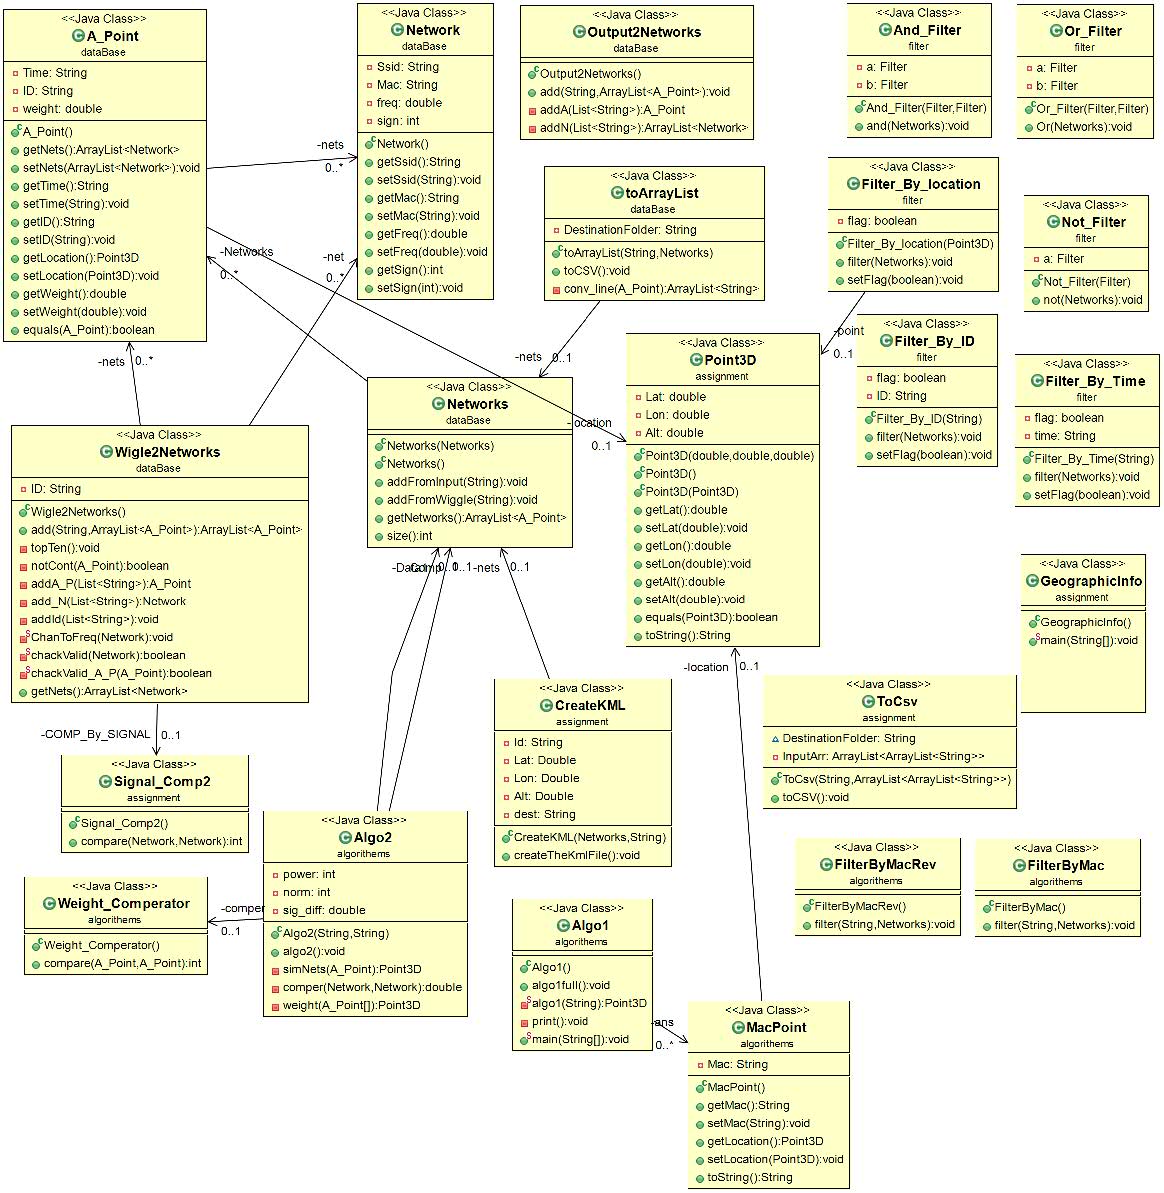 <<Java Class>>
A_Point
dataBase
Time: String
ID: String
weight: double
A_Point()
getNets():ArrayList<Network>
setNets(ArrayList<Network>):void
getTime():String
setTime(String):void
getID():String
setID(String):void
getLocation():Point3D
setLocation(Point3D):void
getWeight():double
setWeight(double):void
equals(A_Point):boolean
<<Java Class>>
Network
dataBase
Ssid: String
Mac: String
freq: double
sign: int
Network()
getSsid():String
setSsid(String):void
getMac():String
setMac(String):void
getFreq():double
setFreq(double):void
getSign():int
setSign(int):void
<<Java Class>>
Output2Networks
dataBase
Output2Networks()
add(String,ArrayList<A_Point>):void
addA(List<String>):A_Point
addN(List<String>):ArrayList<Network>
<<Java Class>>
And_Filter
filter
a: Filter
b: Filter
And_Filter(Filter,Filter)
and(Networks):void
<<Java Class>>
Or_Filter
filter
a: Filter
b: Filter
Or_Filter(Filter,Filter)
Or(Networks):void
-nets
0..*
<<Java Class>>
toArrayList
dataBase
DestinationFolder: String
toArrayList(String,Networks)
toCSV():void
conv_line(A_Point):ArrayList<String>
<<Java Class>>
Filter_By_location
filter
flag: boolean
Filter_By_location(Point3D)
filter(Networks):void
setFlag(boolean):void
<<Java Class>>
Not_Filter
filter
a: Filter
Not_Filter(Filter)
not(Networks):void
-Networks
0..*
-net
0..*
-nets
0..*
-nets
0..1
-point
0..1
<<Java Class>>
Point3D
assignment
Lat: double
Lon: double
Alt: double
Point3D(double,double,double)
Point3D()
Point3D(Point3D)
getLat():double
setLat(double):void
getLon():double
setLon(double):void
getAlt():double
setAlt(double):void
equals(Point3D):boolean
toString():String
<<Java Class>>
Filter_By_ID
filter
flag: boolean
ID: String
Filter_By_ID(String)
filter(Networks):void
setFlag(boolean):void
<<Java Class>>
Filter_By_Time
filter
flag: boolean
time: String
Filter_By_Time(String)
filter(Networks):void
setFlag(boolean):void
<<Java Class>>
Networks
dataBase
Networks(Networks)
Networks()
addFromInput(String):void
addFromWiggle(String):void
getNetworks():ArrayList<A_Point>
size():int
-location
0..1
<<Java Class>>
Wigle2Networks
dataBase
ID: String
Wigle2Networks()
add(String,ArrayList<A_Point>):ArrayList<A_Point>
topTen():void
notCont(A_Point):boolean
addA_P(List<String>):A_Point
add_N(List<String>):Network
addId(List<String>):void
ChanToFreq(Network):void
chackValid(Network):boolean
chackValid_A_P(A_Point):boolean
getNets():ArrayList<Network>
0..1
-nets
0..1
<<Java Class>>
GeographicInfo
assignment
GeographicInfo()
main(String[]):void
-location
0..1
-COMP_By_SIGNAL
0..1
<<Java Class>>
CreateKML
assignment
Id: String
Lat: Double
Lon: Double
Alt: Double
dest: String
CreateKML(Networks,String)
createTheKmlFile():void
<<Java Class>>
ToCsv
assignment
DestinationFolder: String
InputArr: ArrayList<ArrayList<String>>
ToCsv(String,ArrayList<ArrayList<String>>)
toCSV():void
<<Java Class>>
Signal_Comp2
assignment
Signal_Comp2()
compare(Network,Network):int
<<Java Class>>
Algo2
algorithems
power: int
norm: int
sig_diff: double
Algo2(String,String)
algo2():void
simNets(A_Point):Point3D
comper(Network,Network):double
weight(A_Point[]):Point3D
<<Java Class>>
FilterByMacRev
algorithems
FilterByMacRev()
filter(String,Networks):void
<<Java Class>>
FilterByMac
algorithems
FilterByMac()
filter(String,Networks):void
<<Java Class>>
Weight_Comperator
algorithems
Weight_Comperator()
compare(A_Point,A_Point):int
-comper
0..1
<<Java Class>>
Algo1
algorithems
Algo1()
algo1full():void
algo1(String):Point3D
print():void
main(String[]):void
-ans
0..*
<<Java Class>>
MacPoint
algorithems
Mac: String
MacPoint()
getMac():String
setMac(String):void
getLocation():Point3D
setLocation(Point3D):void
toString():String